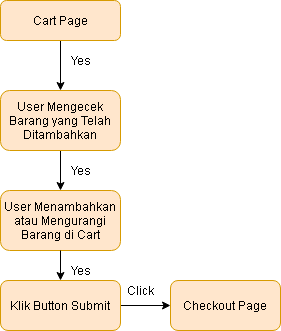 Cart Page
Yes
User Mengecek
Barang yang Telah
Ditambahkan
Yes
User Menambahkan
atau Mengurangi
Barang di Cart
Yes
Klik Button Submit
Click
Checkout Page